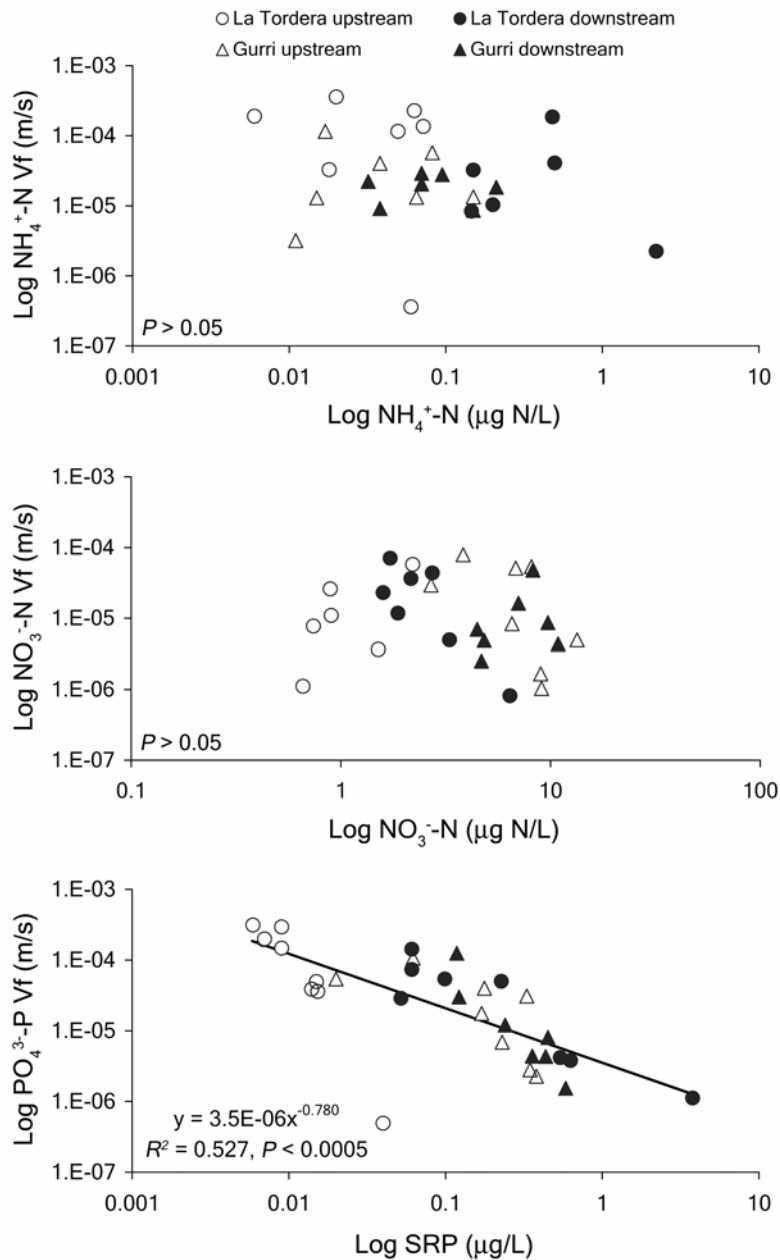 ○ La Tordera upstream ● La Tordera downstream
△ Gurri upstream ▲ Gurri downstream
Log NH₄⁺-N Vf (m/s)
1.E-03
1.E-04
1.E-05
1.E-06
1.E-07
P > 0.05
0.001 0.01 0.1 1 10
Log NH₄⁺-N (μg N/L)
Log NO₃⁻-N Vf (m/s)
1.E-03
1.E-04
1.E-05
1.E-06
1.E-07
P > 0.05
0.1 1 10 100
Log NO₃⁻-N (μg N/L)
Log PO₄³⁻-P Vf (m/s)
1.E-03
1.E-04
1.E-05
1.E-06
1.E-07
y = 3.5E-06x⁻⁰·⁷⁸⁰
R² = 0.527, P < 0.0005
0.001 0.01 0.1 1 10
Log SRP (μg/L)